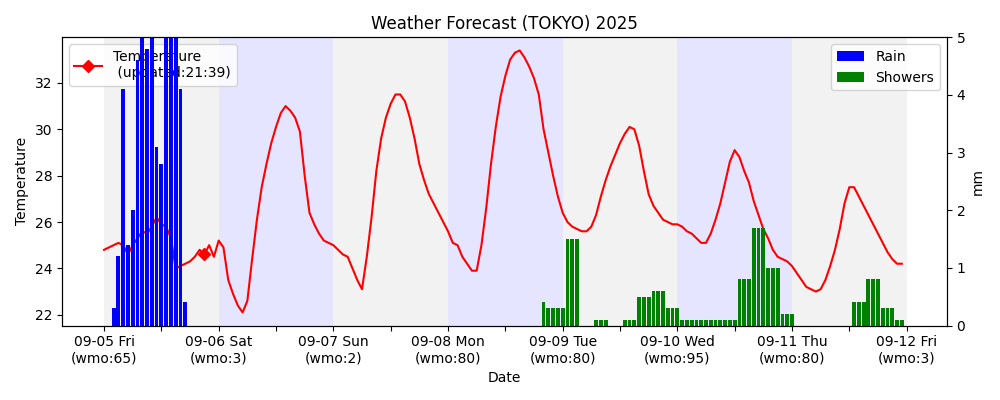 Weather Forecast (TOKYO) 2025
Temperature
(updated:21:39)
Rain
Showers
Temperature
32
30
28
26
24
22
5
4
3
2
1
0
mm
09-05 Fri
(wmo:65)
09-06 Sat
(wmo:3)
09-07 Sun
(wmo:2)
09-08 Mon
(wmo:80)
09-09 Tue
(wmo:80)
09-10 Wed
(wmo:95)
09-11 Thu
(wmo:80)
09-12 Fri
(wmo:3)
Date